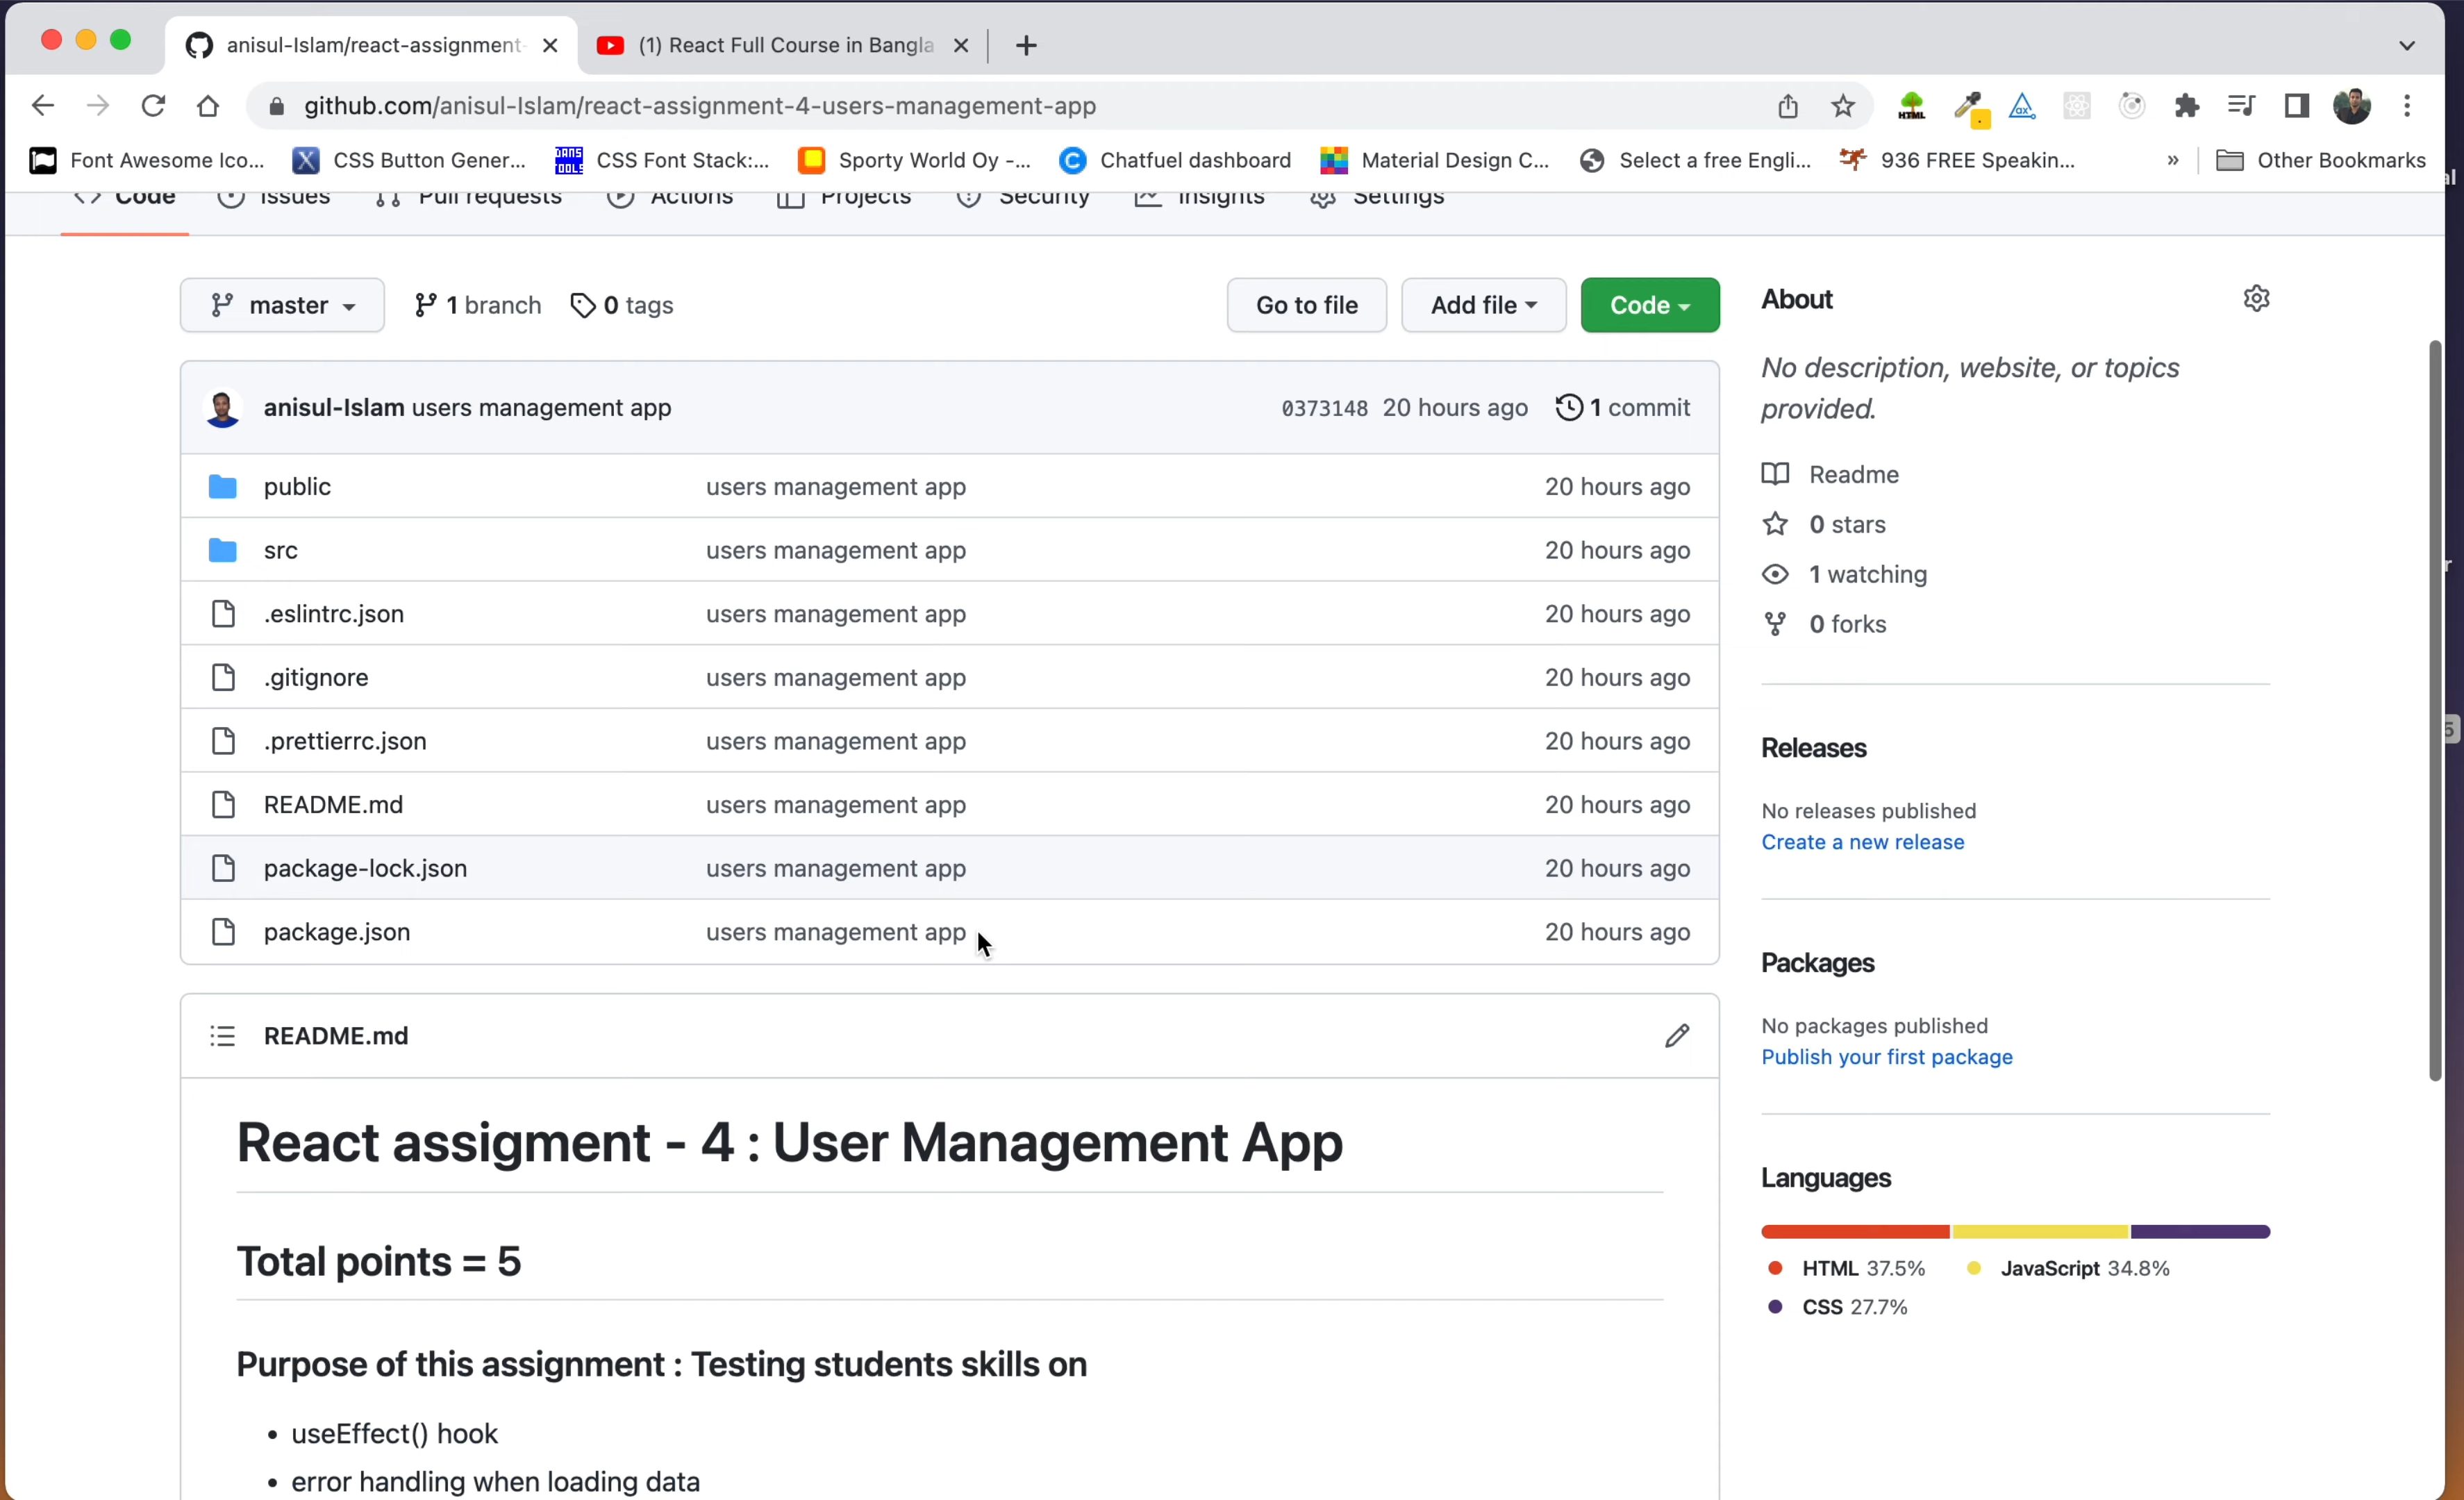 anisul-Islam/react-assignment-
(1) React Full Course in Bangla
github.com/anisul-Islam/react-assignment-4-users-management-app
Font Awesome Ico...
CSS Button Gener...
CSS Font Stack:...
Sporty World Oy -...
Chatfuel dashboard
Material Design C...
Select a free Engli...
936 FREE Speakin...
»
Other Bookmarks
Code
Issues
Pull requests
Actions
Projects
Security
Insights
Settings
master
1 branch
0 tags
Go to file
Add file
Code
anisul-Islam users management app
0373148 20 hours ago
1 commit
public users management app 20 hours ago
src users management app 20 hours ago
.eslintrc.json users management app 20 hours ago
.gitignore users management app 20 hours ago
.prettierrc.json users management app 20 hours ago
README.md users management app 20 hours ago
package-lock.json users management app 20 hours ago
package.json users management app 20 hours ago
README.md
React assigment - 4 : User Management App
Total points = 5
Purpose of this assignment : Testing students skills on
• useEffect() hook
• error handling when loading data
About
No description, website, or topics
provided.
Readme
0 stars
1 watching
0 forks
Releases
No releases published
Create a new release
Packages
No packages published
Publish your first package
Languages
HTML 37.5%
JavaScript 34.8%
CSS 27.7%